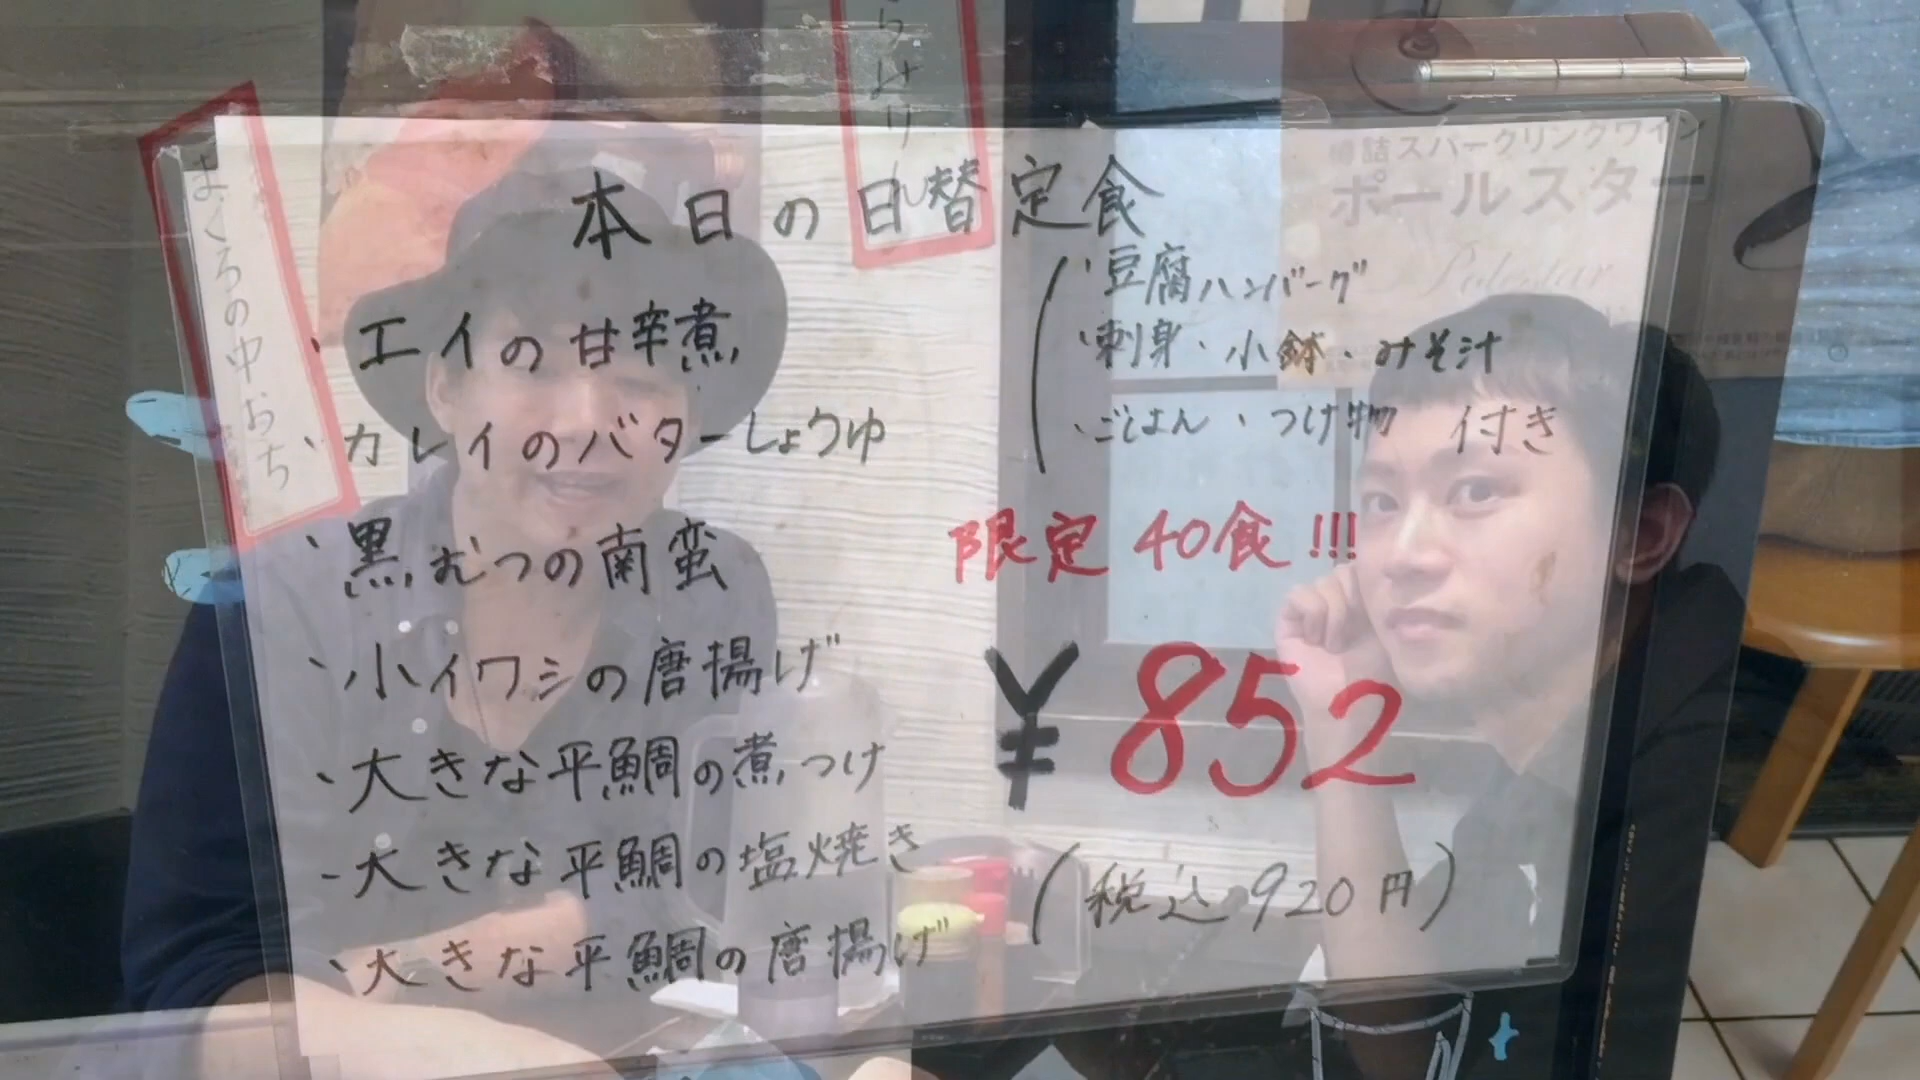 本日の日替定食
・エイの甘辛煮
・カレイのバターしょうゆ
・黒むつの南蛮
・小イワシの唐揚げ
・大きな平鯛の煮つけ
・大きな平鯛の塩焼き
・大きな平鯛の唐揚げ
・豆腐ハンバーグ
・刺身・小鉢・みそ汁
・ごはん・つけ物 付き
限定 40食!!!
¥852
(税込 920円)
まぐろの中おち
樽詰スパークリングワイン
ポールスター
Polestar